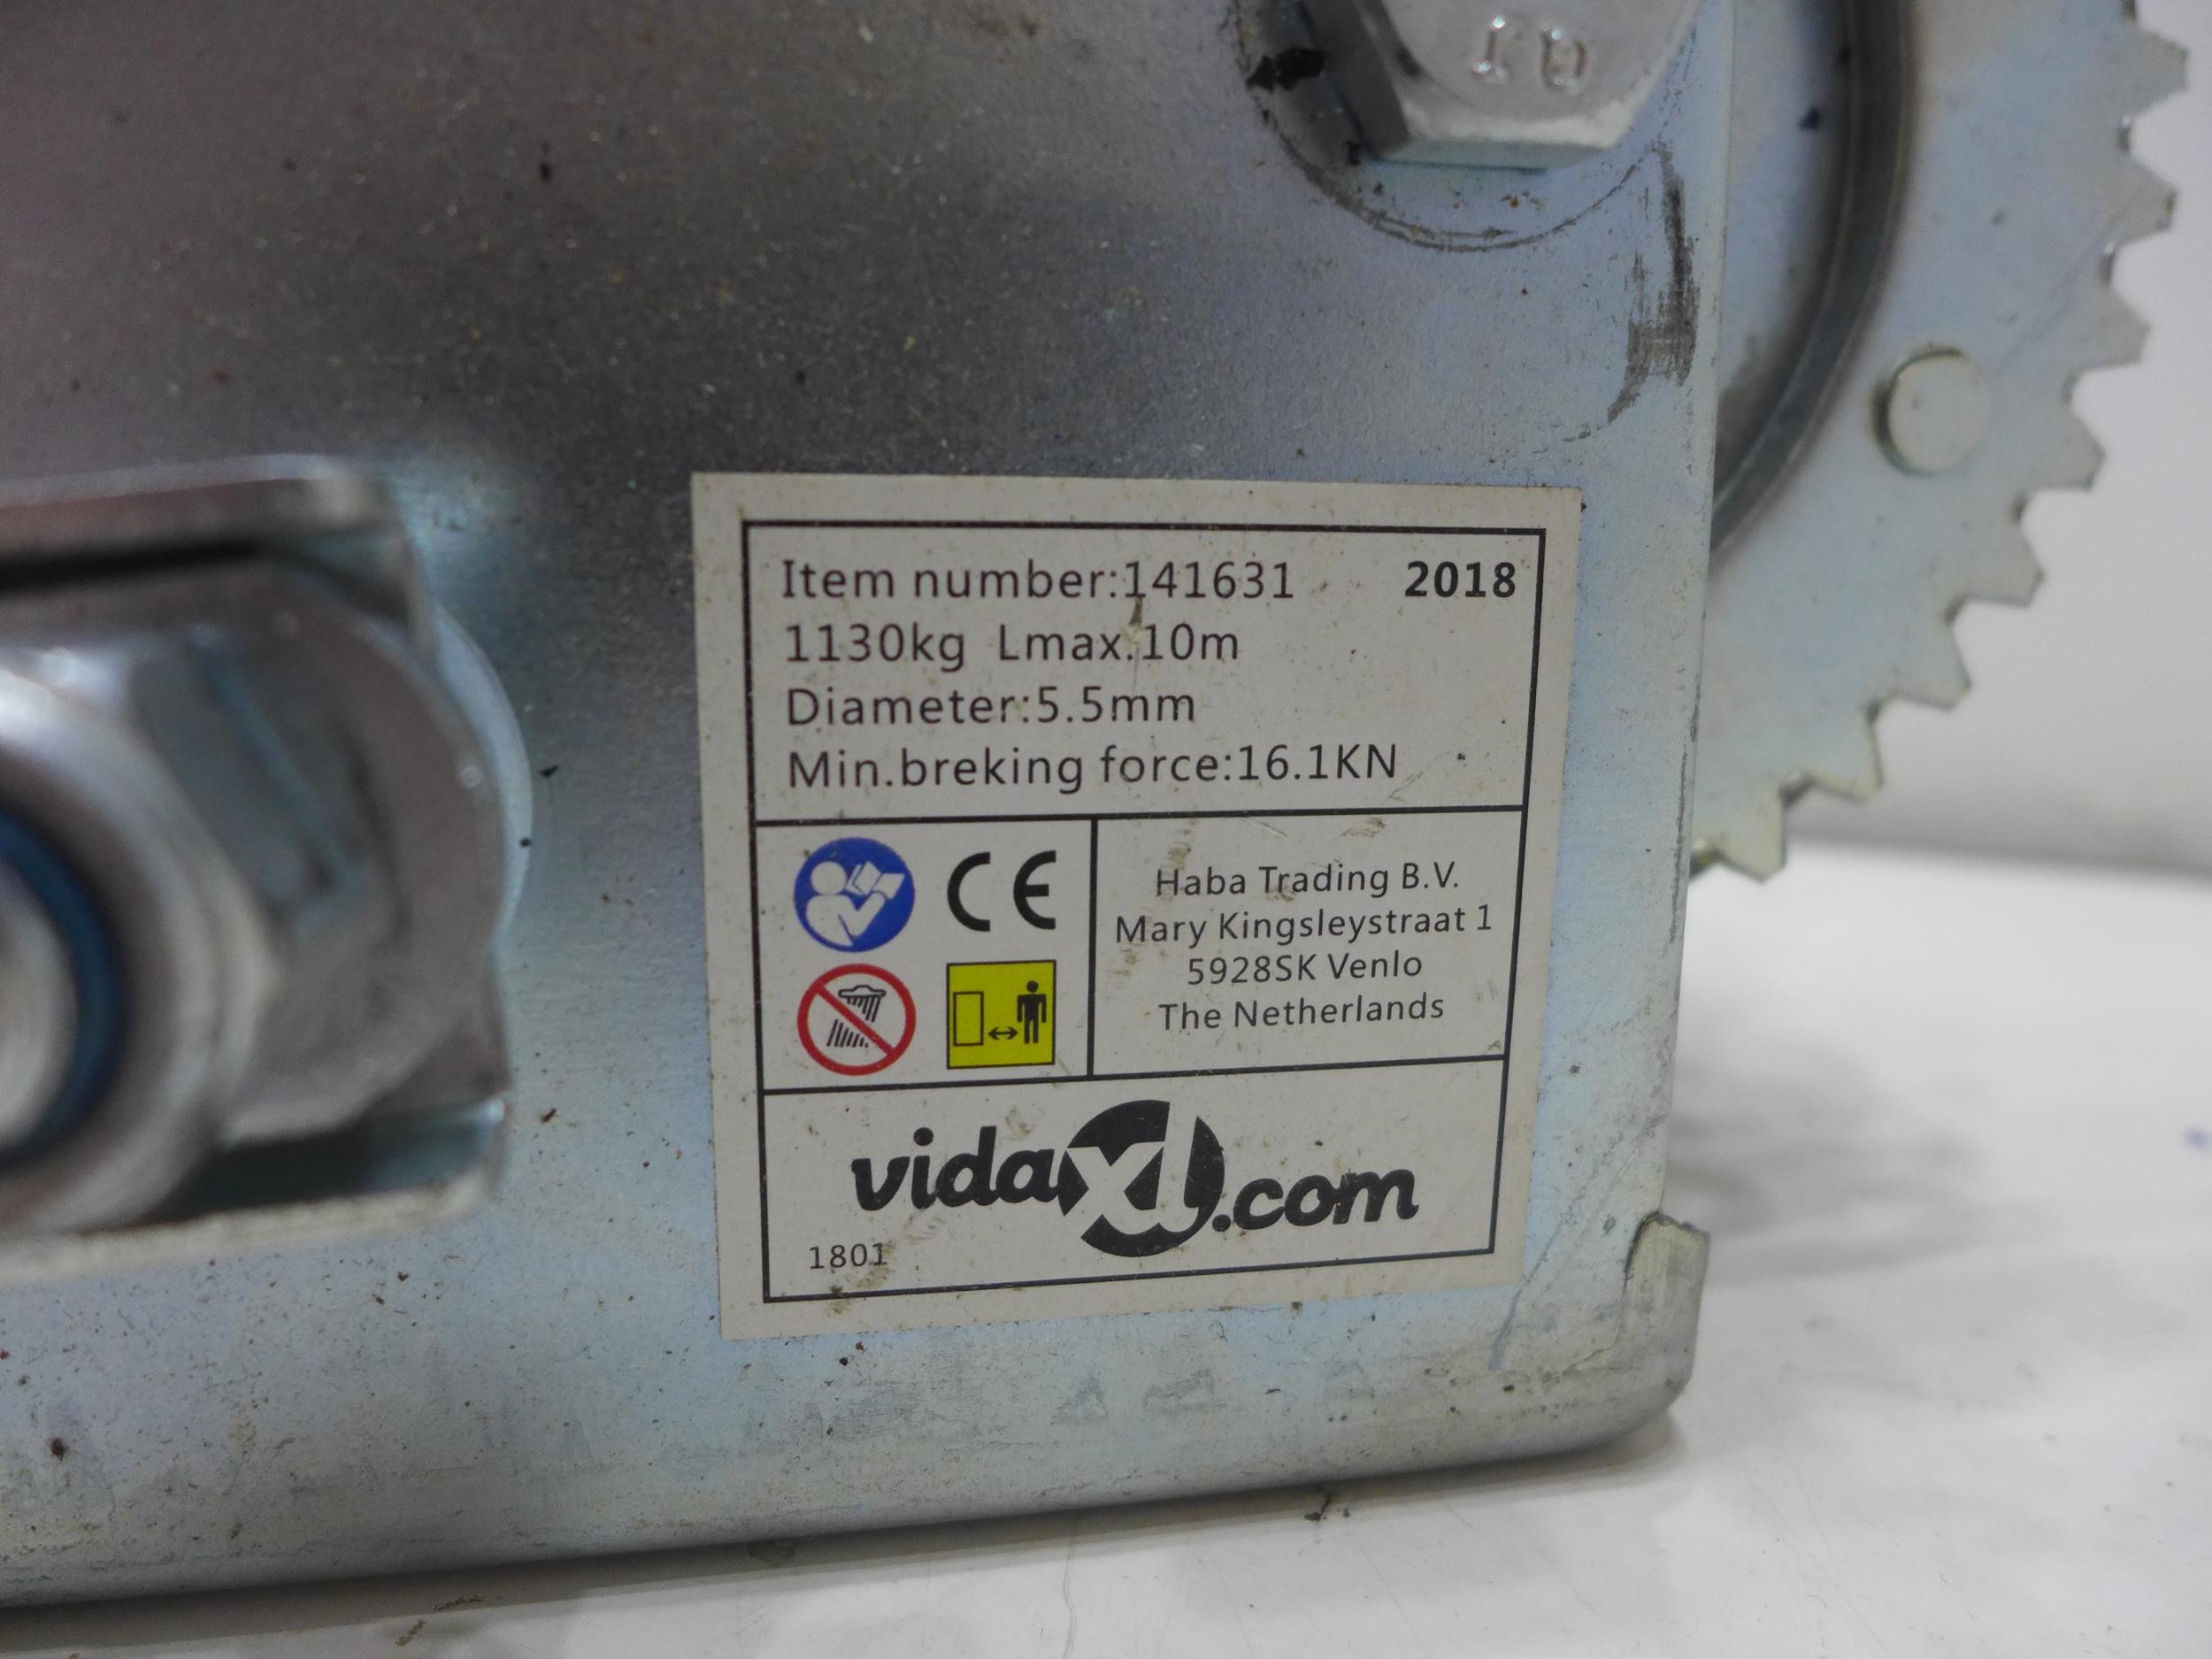 Item number:141631 2018
1130kg Lmax.10m
Diameter:5.5mm
Min.breking force:16.1KN
CE
Haba Trading B.V.
Mary Kingsleystraat 1
5928SK Venlo
The Netherlands
vidaXL.com
1801